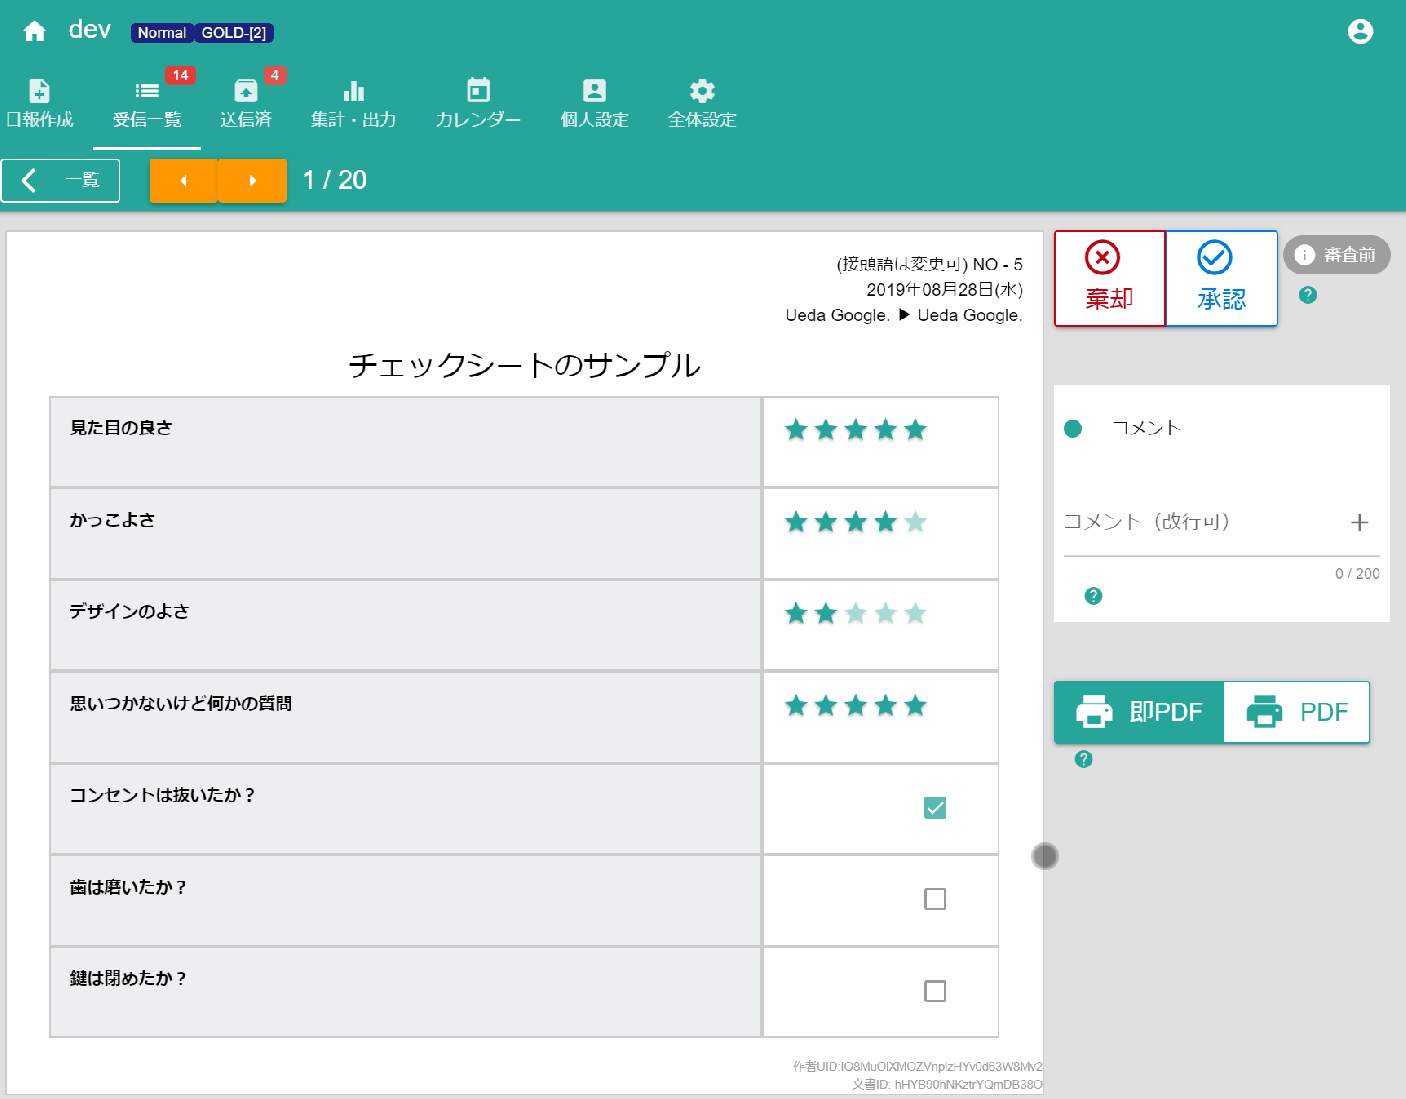 dev Normal GOLD-[2]
14 4
日報作成 受信一覧 送信済 集計・出力 カレンダー 個人設定 全体設定
一覧 1 / 20
(接頭語は変更可) NO - 5
2019年08月28日(水)
Ueda Google. ▶ Ueda Google.
チェックシートのサンプル
見た目の良さ
かっこよさ
デザインのよさ
思いつかないけど何かの質問
コンセントは抜いたか？
歯は磨いたか？
鍵は閉めたか？
作者UID:
文書ID:
棄却 承認 審査前
コメント
コメント（改行可）
0 / 200
即PDF PDF